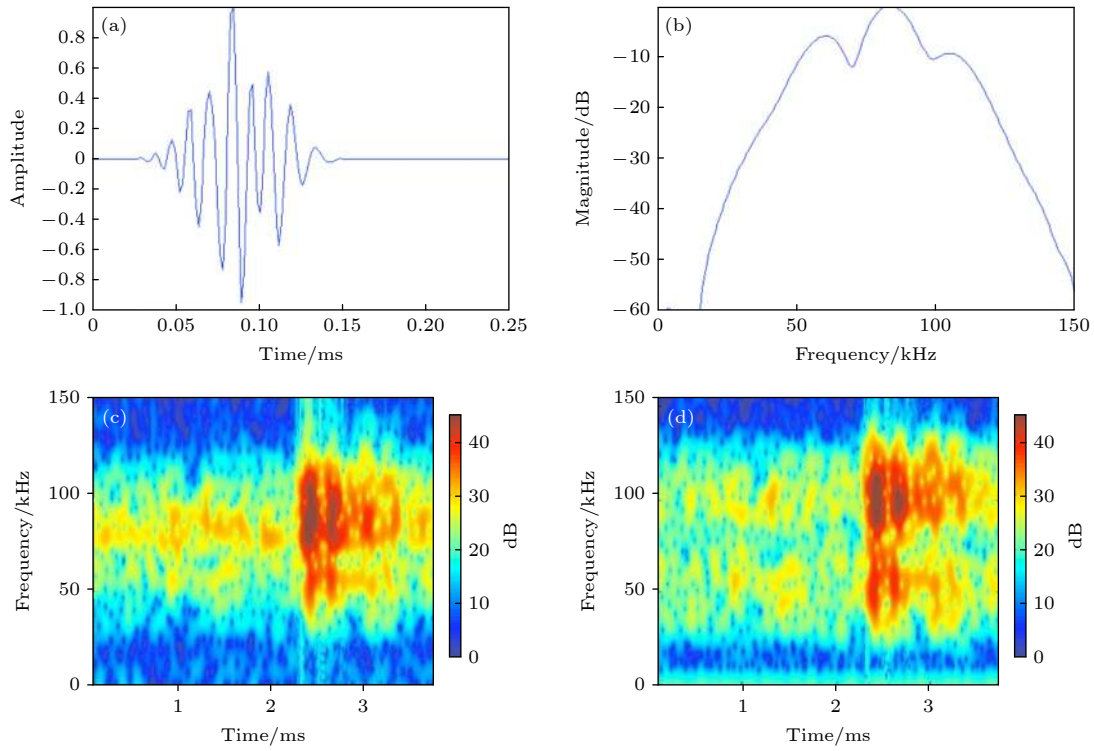 (a)
0.8
0.6
0.4
0.2
0
−0.2
−0.4
−0.6
−0.8
−1.0
Amplitude
0 0.05 0.10 0.15 0.20 0.25
Time/ms
(b)
−10
−20
−30
−40
−50
−60
Magnitude/dB
0 50 100 150
Frequency/kHz
(c)
150
100
50
0
Frequency/kHz
1 2 3
Time/ms
40
30
20
10
0
dB
(d)
150
100
50
0
Frequency/kHz
1 2 3
Time/ms
40
30
20
10
0
dB